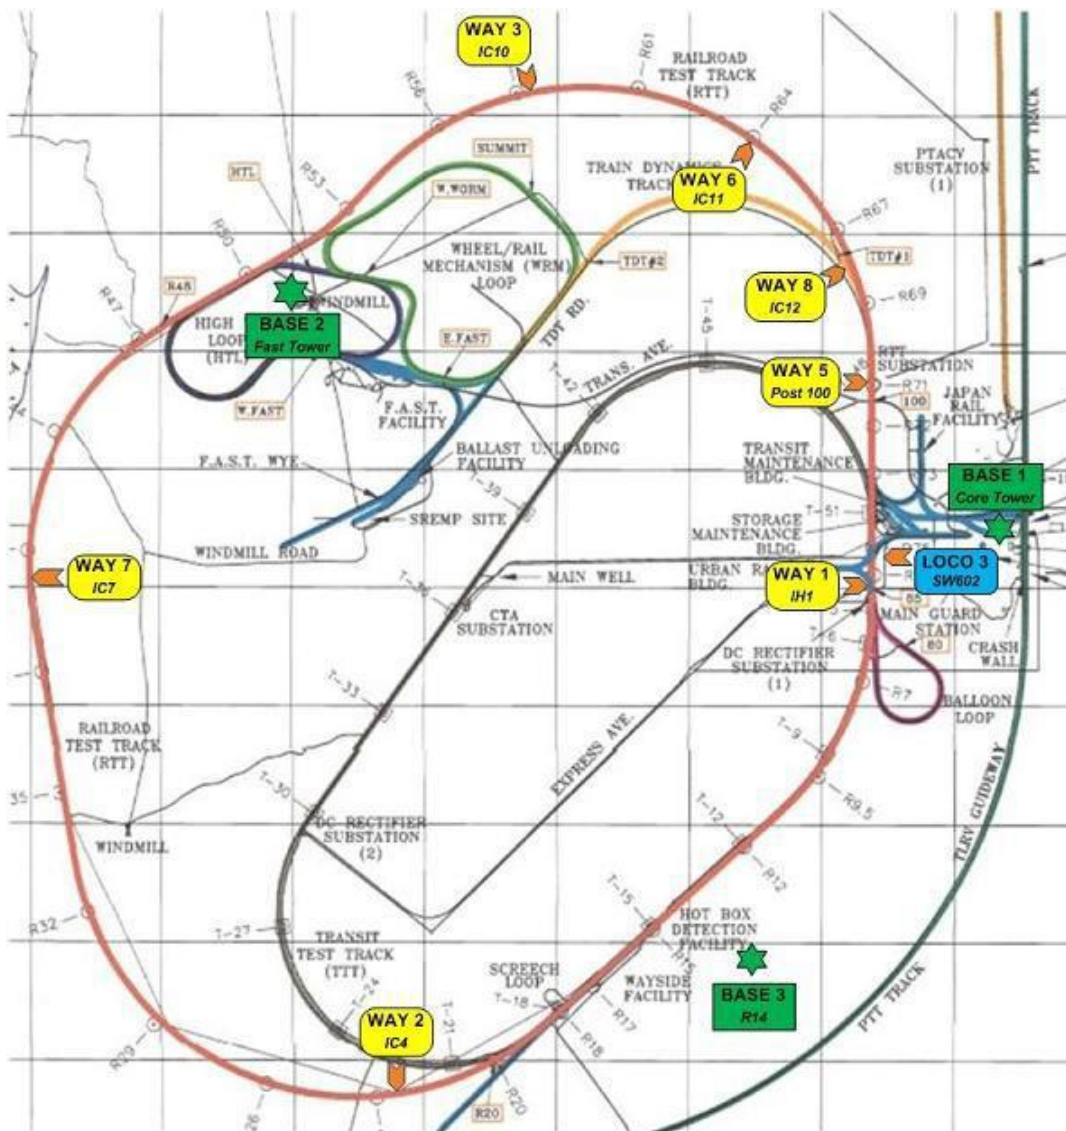 WAY 3
IC10
R61
RAILROAD
TEST TRACK
(RTT)
R56
R64
PTT TRACK
SUMMIT
PTACV
SUBSTATION
(1)
HTL
R53
W.WORM
TRAIN DYNAMICS
TRACK
WAY 6
IC11
R67
R50
WHEEL/RAIL
MECHANISM (WRM)
LOOP
TDT#2
TDT#1
WAY 8
IC12
R69
R48
R47
WINDMILL
HIGH
LOOP
(HTL)
BASE 2
Fast Tower
TDT RD.
T-45
E.FAST
T-42
TRANS. AVE.
SUBSTATION
WAY 5
Post 100
R71
100
W.FAST
F.A.S.T.
FACILITY
JAPAN
RAIL
FACILITY
BALLAST UNLOADING
FACILITY
TRANSIT
MAINTENANCE
BLDG.
F.A.S.T. WYE
T-39
BASE 1
Core Tower
T-51
SREMP SITE
STORAGE
MAINTENANCE
BLDG.
WINDMILL ROAD
WAY 7
IC7
MAIN WELL
URBAN
BLDG.
WAY 1
IH1
LOCO 3
SW602
T-36
CTA
SUBSTATION
85
MAIN GUARD
STATION
T-6
80
CRASH
WALL
DC RECTIFIER
SUBSTATION
(1)
R7
T-33
BALLOON
LOOP
RAILROAD
TEST TRACK
(RTT)
EXPRESS AVE.
T-9
TLRV GUIDEWAY
35
T-30
R9.5
WINDMILL
DC RECTIFIER
SUBSTATION
(2)
T-12
R12
T-15
R32
T-27
TRANSIT
TEST TRACK
(TTT)
HOT BOX
DETECTION
FACILITY
R15
SCREECH
LOOP
WAYSIDE
FACILITY
T-18
R17
BASE 3
R14
PTT TRACK
T-24
WAY 2
IC4
T-21
R18
R29
R20
R20
26